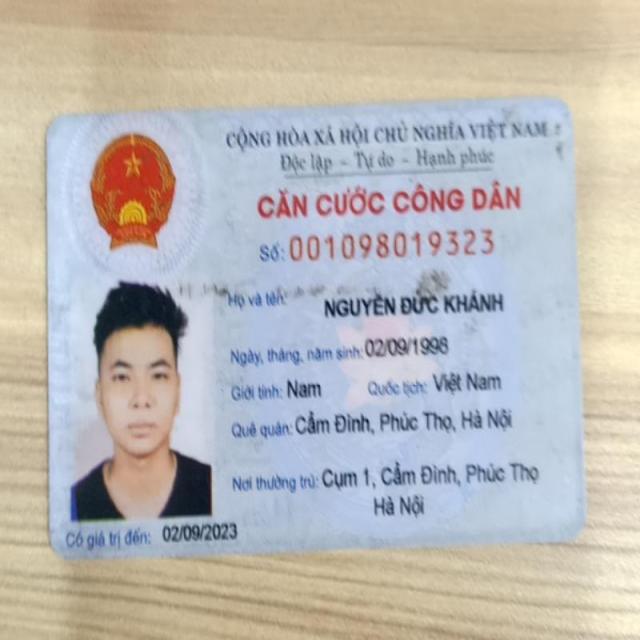 CỘNG HÒA XÃ HỘI CHỦ NGHĨA VIỆT NAM
Độc lập - Tự do - Hạnh phúc
CĂN CƯỚC CÔNG DÂN
Số: 001098019323
Họ và tên:
NGUYỄN ĐỨC KHÁNH
Ngày, tháng, năm sinh: 02/09/1998
Giới tính: Nam Quốc tịch: Việt Nam
Quê quán: Cẩm Đình, Phúc Thọ, Hà Nội
Nơi thường trú: Cụm 1, Cẩm Đình, Phúc Thọ
Hà Nội
Có giá trị đến: 02/09/2023